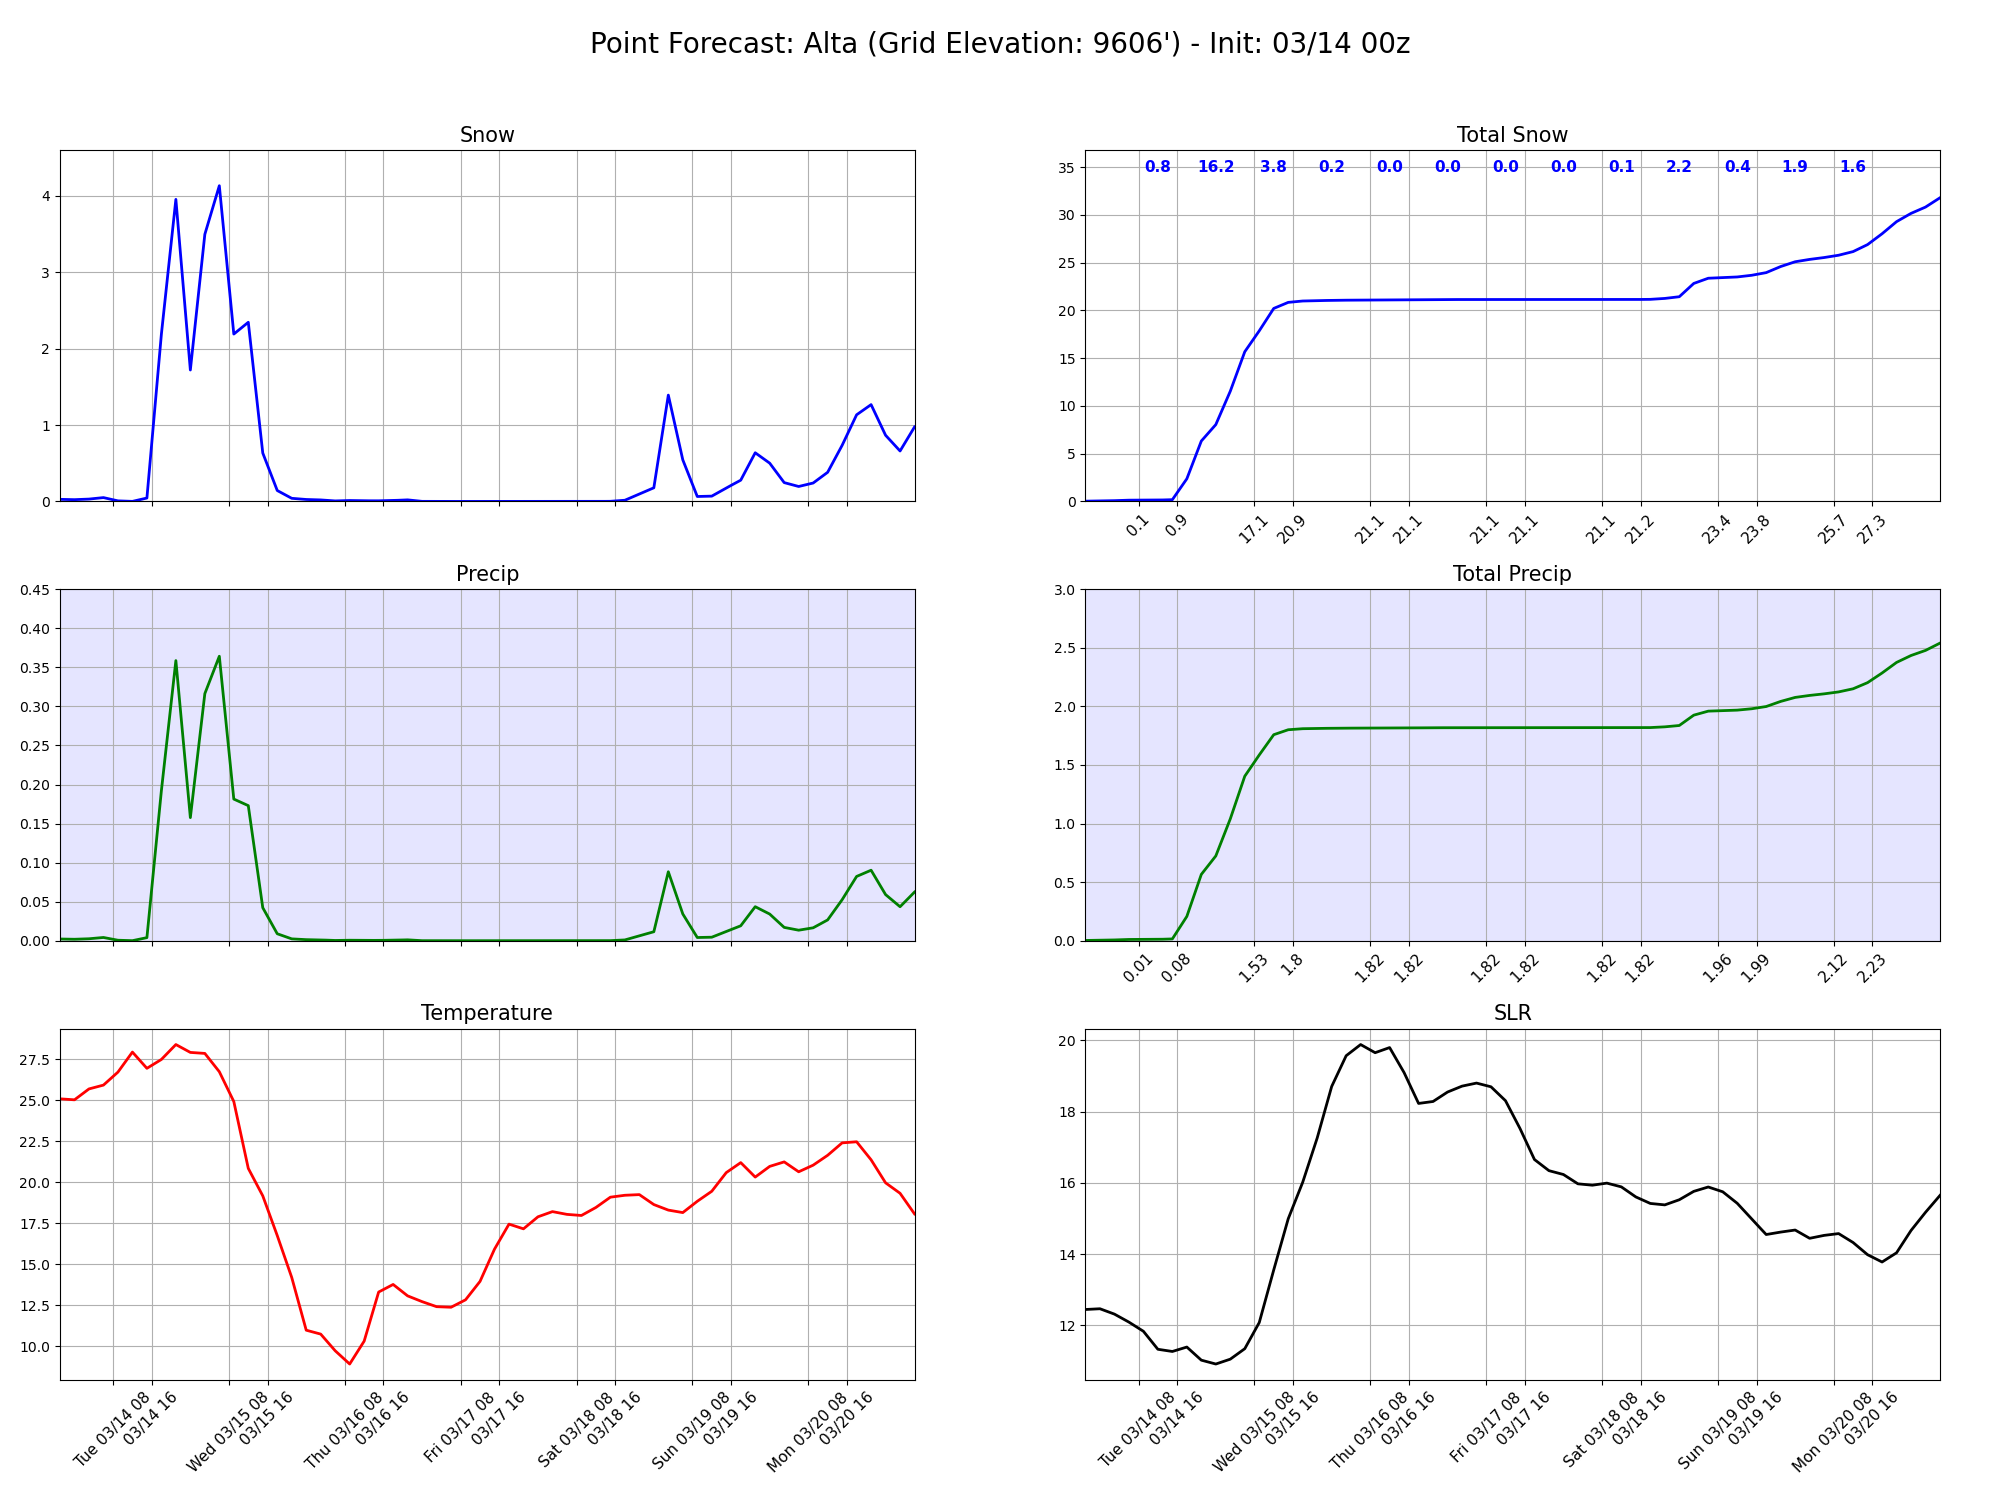 Point Forecast: Alta (Grid Elevation: 9606') - Init: 03/14 00z
Snow
4
3
2
1
0
Total Snow
0.8 16.2 3.8 0.2 0.0 0.0 0.0 0.0 0.1 2.2 0.4 1.9 1.6
35
30
25
20
15
10
5
0
0.1 0.9 17.1 20.9 21.1 21.1 21.1 21.1 21.1 21.2 23.4 23.8 25.7 27.3
Precip
0.45
0.40
0.35
0.30
0.25
0.20
0.15
0.10
0.05
0.00
Total Precip
3.0
2.5
2.0
1.5
1.0
0.5
0.0
0.01 0.08 1.53 1.8 1.82 1.82 1.82 1.82 1.82 1.82 1.96 1.99 2.12 2.23
Temperature
27.5
25.0
22.5
20.0
17.5
15.0
12.5
10.0
Tue 03/14 08
03/14 16
Wed 03/15 08
03/15 16
Thu 03/16 08
03/16 16
Fri 03/17 08
03/17 16
Sat 03/18 08
03/18 16
Sun 03/19 08
03/19 16
Mon 03/20 08
03/20 16
SLR
20
18
16
14
12
Tue 03/14 08
03/14 16
Wed 03/15 08
03/15 16
Thu 03/16 08
03/16 16
Fri 03/17 08
03/17 16
Sat 03/18 08
03/18 16
Sun 03/19 08
03/19 16
Mon 03/20 08
03/20 16